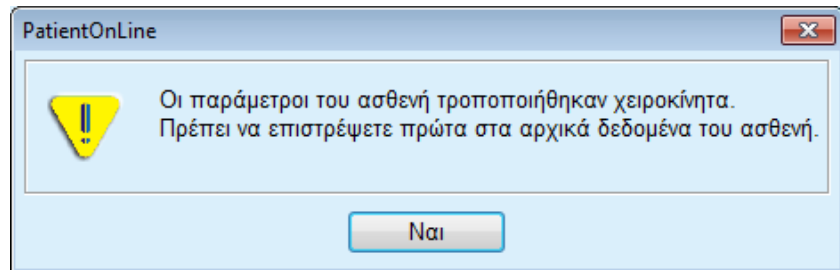 PatientOnLine
Οι παράμετροι του ασθενή τροποποιήθηκαν χειροκίνητα.
Πρέπει να επιστρέψετε πρώτα στα αρχικά δεδομένα του ασθενή.
Ναι